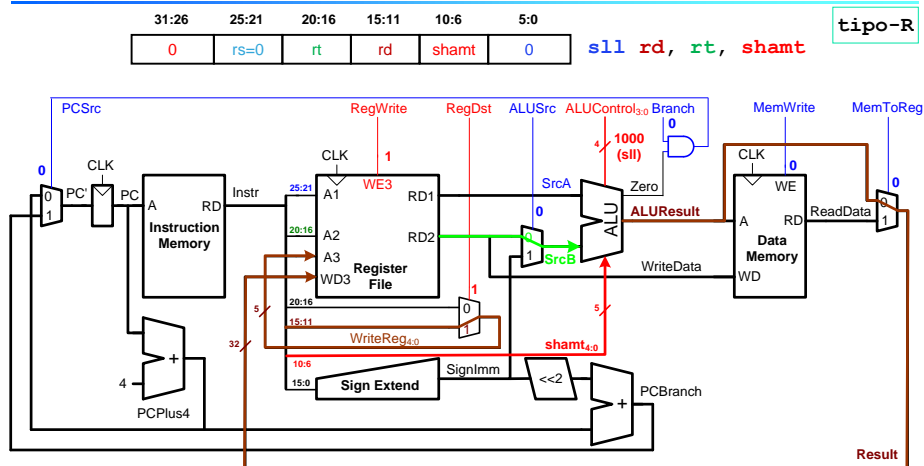 31:26 25:21 20:16 15:11 10:6 5:0
tipo-R
0 rs=0 rt rd shamt 0
sll rd, rt, shamt
PCSrc RegWrite RegDst ALUSrc ALUControl3:0 Branch MemWrite MemToReg
0
4
1000
(sll)
0
CLK
1
CLK
0
CLK
0
0
PC'
PC
0
1
A
RD
Instruction
Memory
Instr
25:21
A1
WE3
RD1
SrcA
Zero
WE
0
1
20:16
A2
RD2
0
1
SrcB
ALU
ALUResult
A
RD
ReadData
Data
Memory
A3
WD3
Register
File
WriteData
WD
20:16
5
32
15:11
1
0
1
WriteReg4:0
5
shamt4:0
10:6
15:0
Sign Extend
SignImm
<<2
+
4
PCPlus4
+
PCBranch
Result